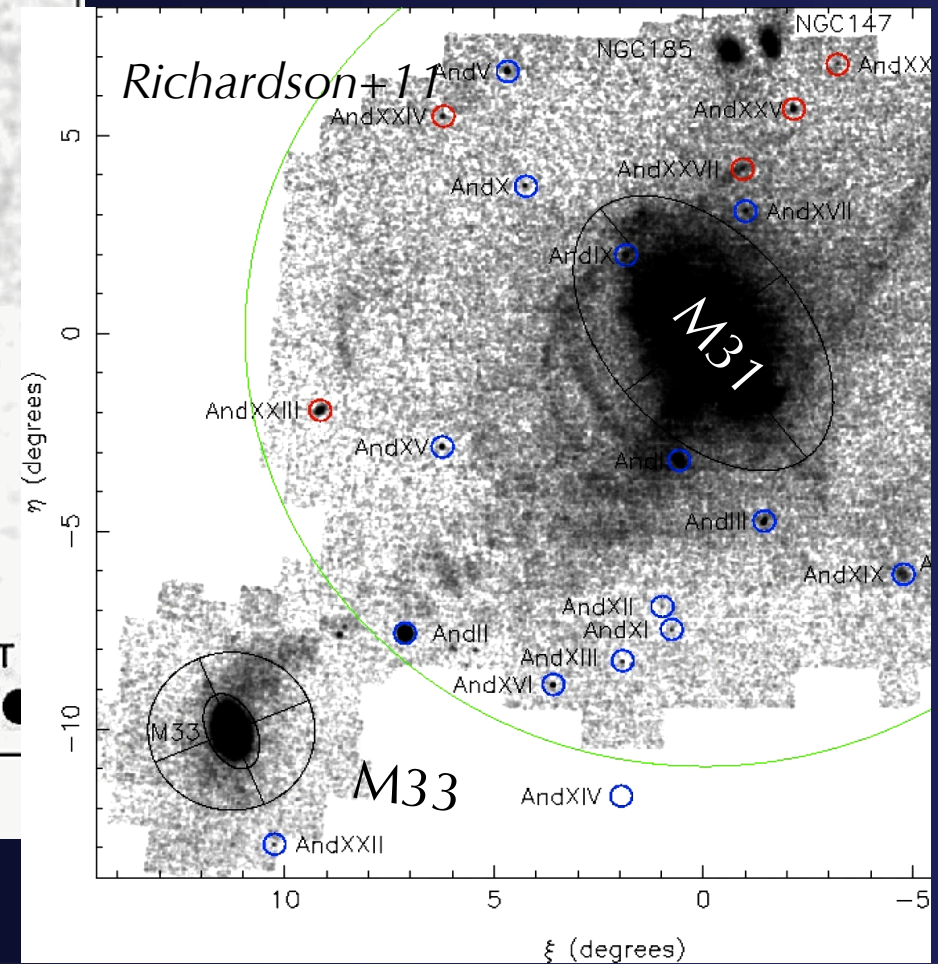 NGC147
NGC185
Richardson+11
AndV
AndXX
AndXXIV
AndXXV
AndXXVII
AndX
AndXVII
AndIX
M31
AndXXIII
AndXV
AndI
AndIII
AndXIX
A
AndXII
AndII
AndXI
AndXIII
AndXVI
M33
M33
AndXIV
AndXXII
T
5
0
−5
−10
η (degrees)
10
5
0
−5
ξ (degrees)